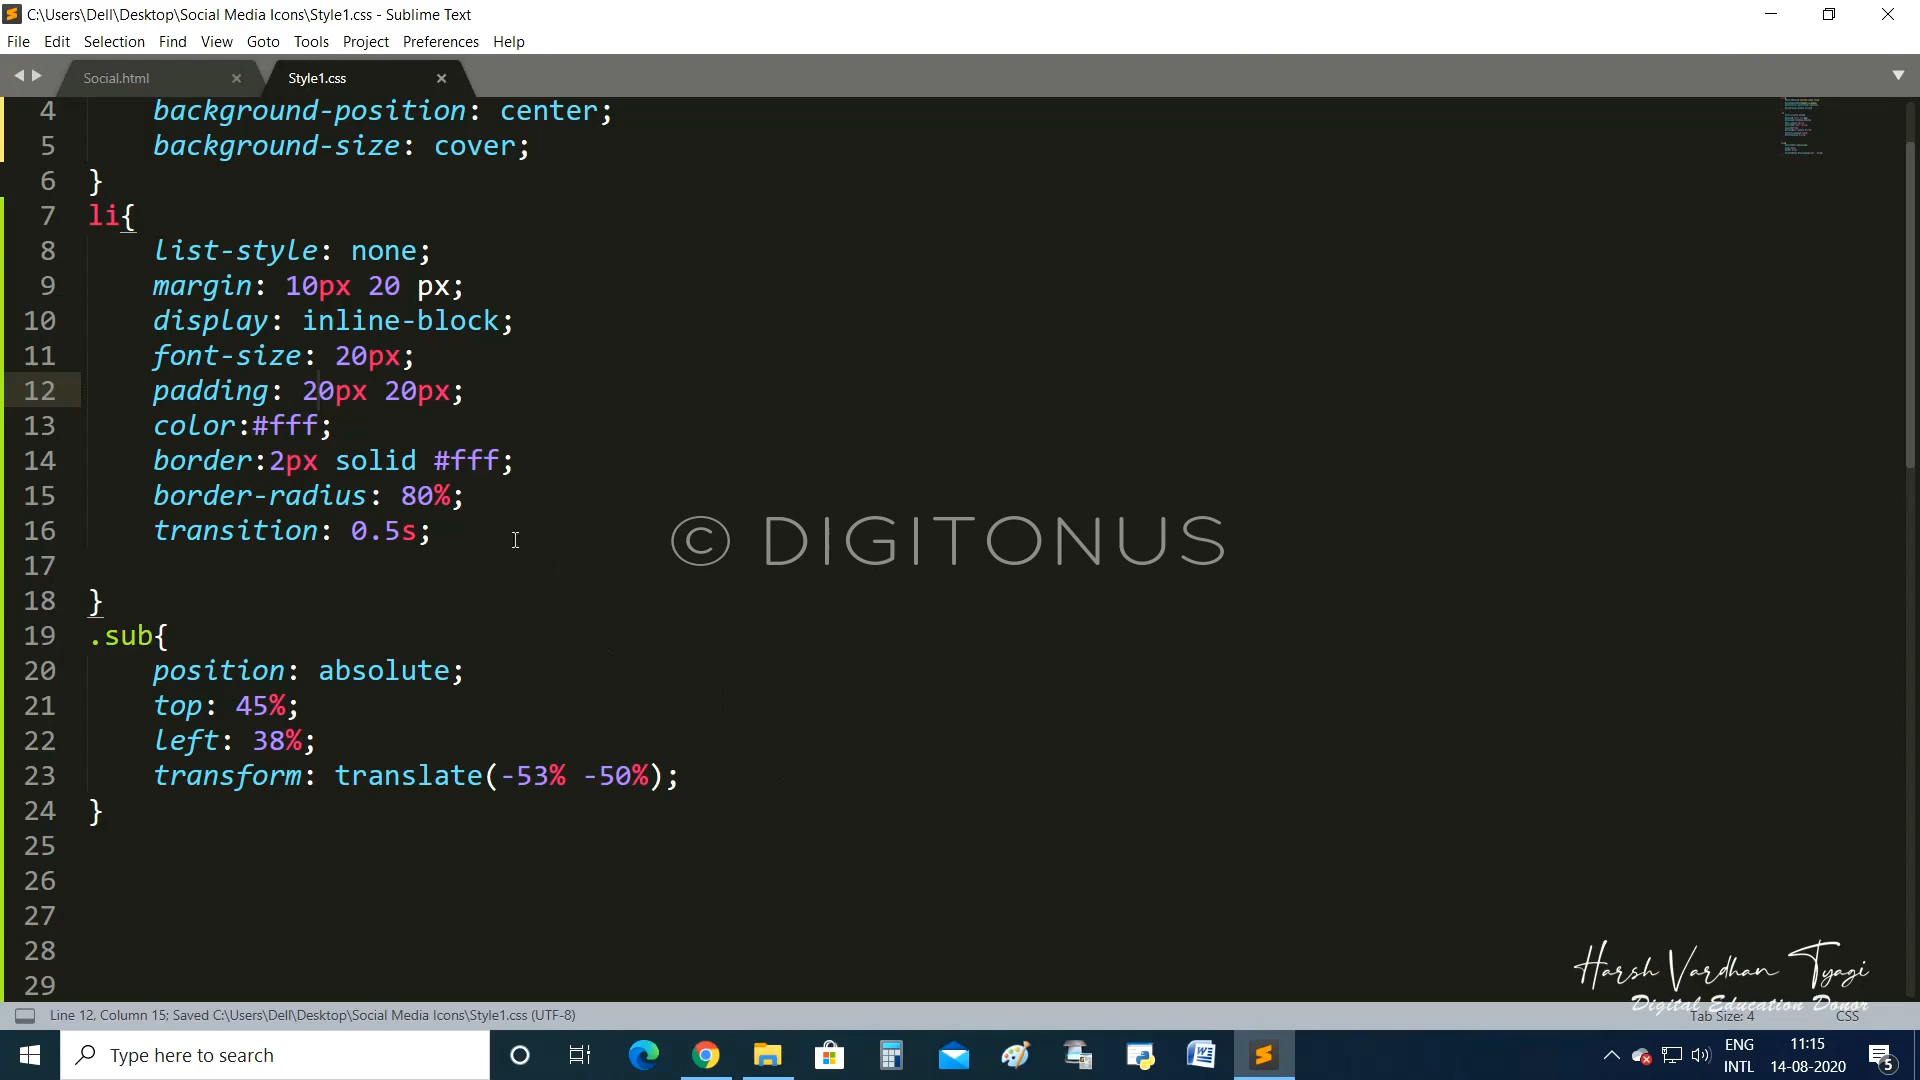 C:\Users\Dell\Desktop\Social Media Icons\Style1.css - Sublime Text
File Edit Selection Find View Goto Tools Project Preferences Help
Social.html Style1.css
4 background-position: center;
5 background-size: cover;
6 }
7 li{
8 list-style: none;
9 margin: 10px 20 px;
10 display: inline-block;
11 font-size: 20px;
12 padding: 20px 20px;
13 color:#fff;
14 border:2px solid #fff;
15 border-radius: 80%;
16 transition: 0.5s;
© DIGITONUS
17
18 }
19 .sub{
20 position: absolute;
21 top: 45%;
22 left: 38%;
23 transform: translate(-53% -50%);
24 }
25
26
27
28
29
Harsh Vardhan Tyagi
Digital Education Donor
Line 12, Column 15; Saved C:\Users\Dell\Desktop\Social Media Icons\Style1.css (UTF-8) Tab Size: 4 CSS
Type here to search
ENG
INTL
11:15
14-08-2020
5